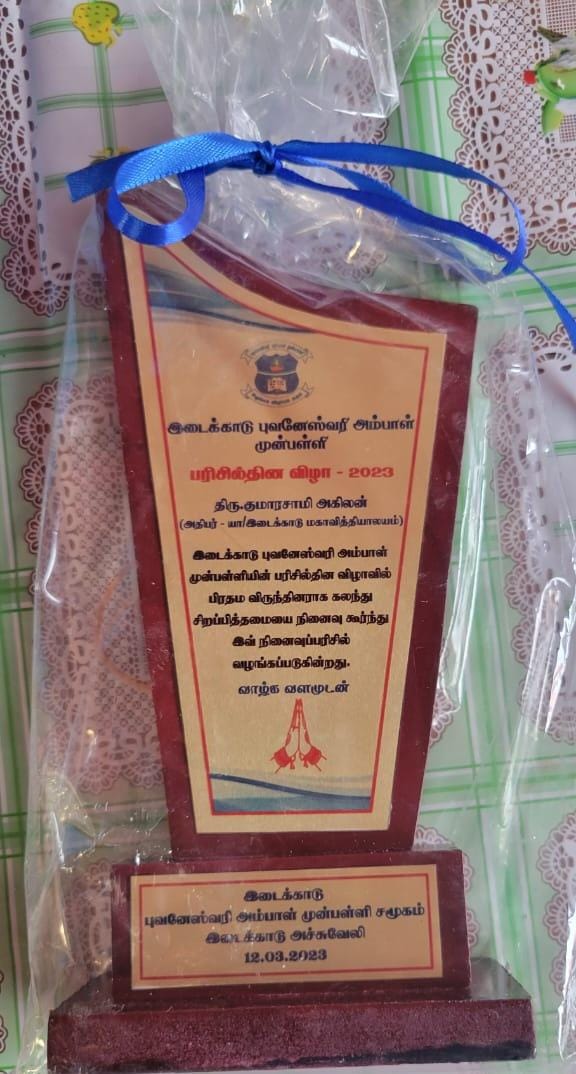 இடைக்காடு புவனேஸ்வரி அம்பாள்
முன்பள்ளி
பரிசில்தின விழா - 2023
திரு.குமாரசாமி அகிலன்
(அதிபர் - யா/இடைக்காடு மகாவித்தியாலயம்)
இடைக்காடு புவனேஸ்வரி அம்பாள்
முன்பள்ளியின் பரிசில்தின விழாவில்
பிரதம விருந்தினராக கலந்து
சிறப்பித்தமையை நினைவு கூர்ந்து
இவ் நினைவுப்பரிசில்
வழங்கப்படுகின்றது.
வாழ்க வளமுடன்
இடைக்காடு
புவனேஸ்வரி அம்பாள் முன்பள்ளி சமூகம்
இடைக்காடு அச்சுவேலி
12.03.2023